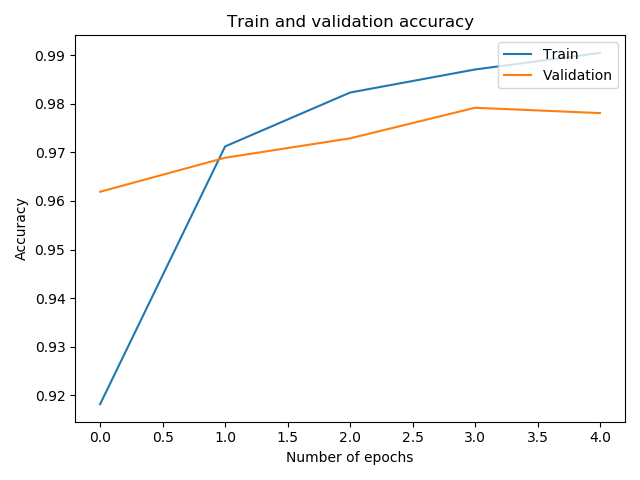 Train and validation accuracy
Train
Validation
0.99
0.98
0.97
0.96
0.95
0.94
0.93
0.92
Accuracy
0.0 0.5 1.0 1.5 2.0 2.5 3.0 3.5 4.0
Number of epochs